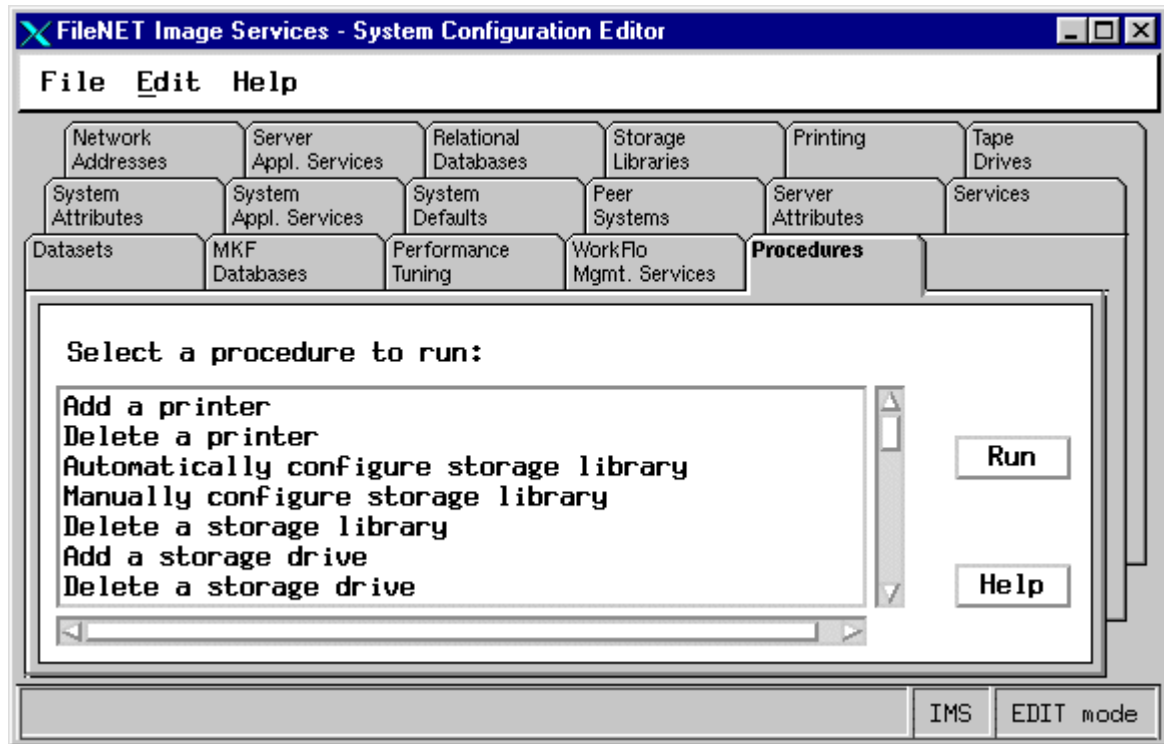 FileNET Image Services - System Configuration Editor
File Edit Help
Network Addresses
Server Appl. Services
Relational Databases
Storage Libraries
Printing
Tape Drives
System Attributes
System Appl. Services
System Defaults
Peer Systems
Server Attributes
Services
Datasets
MKF Databases
Performance Tuning
WorkFlo Mgmt. Services
Procedures
Select a procedure to run:
Add a printer
Delete a printer
Automatically configure storage library
Manually configure storage library
Delete a storage library
Add a storage drive
Delete a storage drive
Run
Help
IMS
EDIT mode